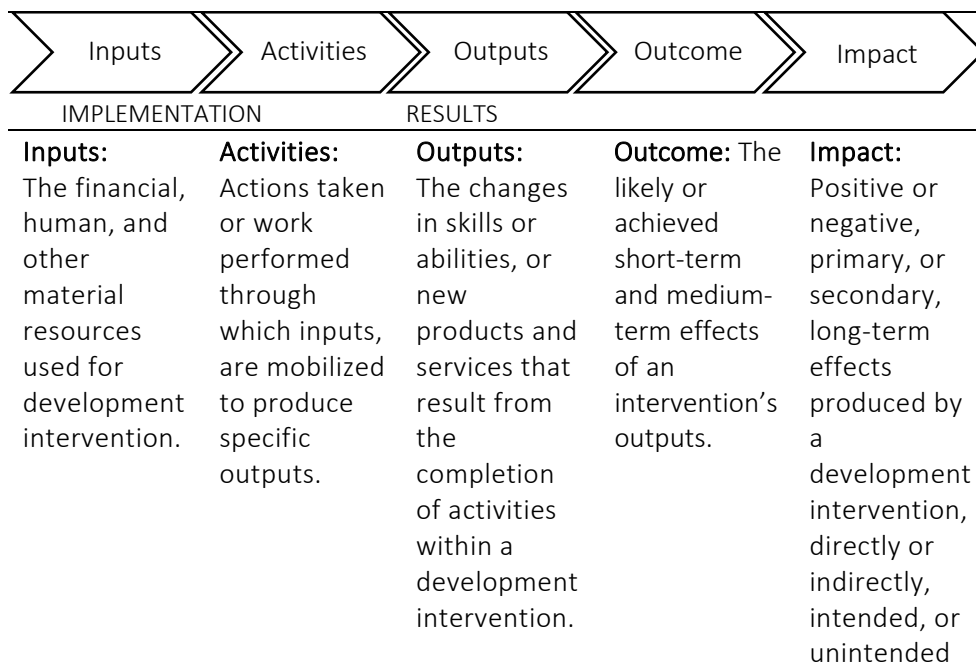 Inputs
Activities
Outputs
Outcome
Impact
IMPLEMENTATION
RESULTS
Inputs:
The financial,
human, and
other
material
resources
used for
development
intervention.
Activities:
Actions taken
or work
performed
through
which inputs,
are mobilized
to produce
specific
outputs.
Outputs:
The changes
in skills or
abilities, or
new
products and
services that
result from
the
completion
of activities
within a
development
intervention.
Outcome: The
likely or
achieved
short-term
and medium-
term effects
of an
intervention’s
outputs.
Impact:
Positive or
negative,
primary, or
secondary,
long-term
effects
produced by
a
development
intervention,
directly or
indirectly,
intended, or
unintended